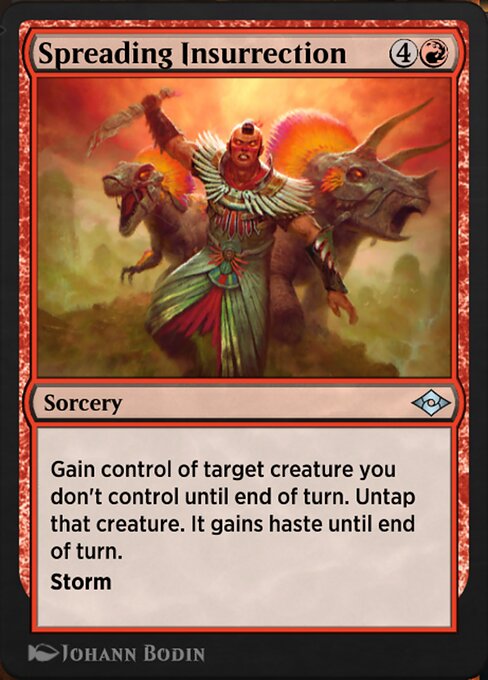 Spreading Insurrection 4
Sorcery
Gain control of target creature you
don't control until end of turn. Untap
that creature. It gains haste until end
of turn.
Storm
Johann Bodin